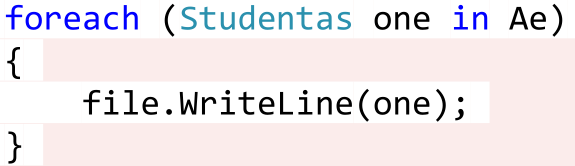 foreach (Studentas one in Ae)
{
    file.WriteLine(one);
}